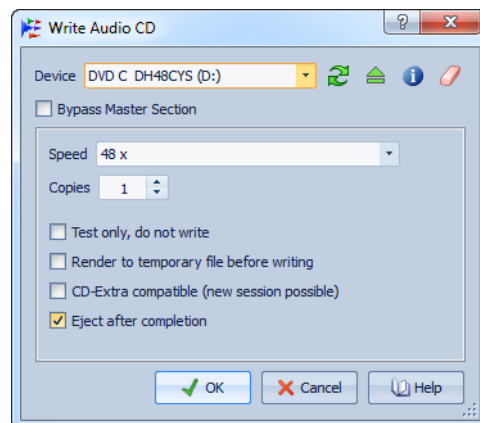 Write Audio CD
Device DVD C DH48CYS (D:)
Bypass Master Section
Speed 48 x
Copies 1
Test only, do not write
Render to temporary file before writing
CD-Extra compatible (new session possible)
Eject after completion
OK Cancel Help